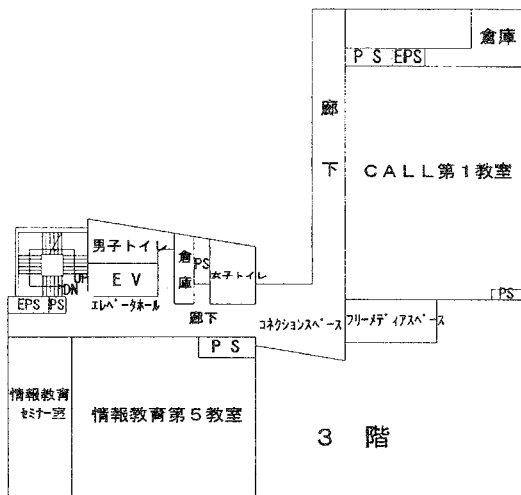 倉庫
PS EPS
廊下
CALL第1教室
男子トイレ
倉庫
PS
女子トイレ
EV
UP
DN
EPS PS
エレベータホール
廊下
コネクションスペース
フリーメディアスペース
PS
PS
情報教育
セミナー室
情報教育第5教室
3階